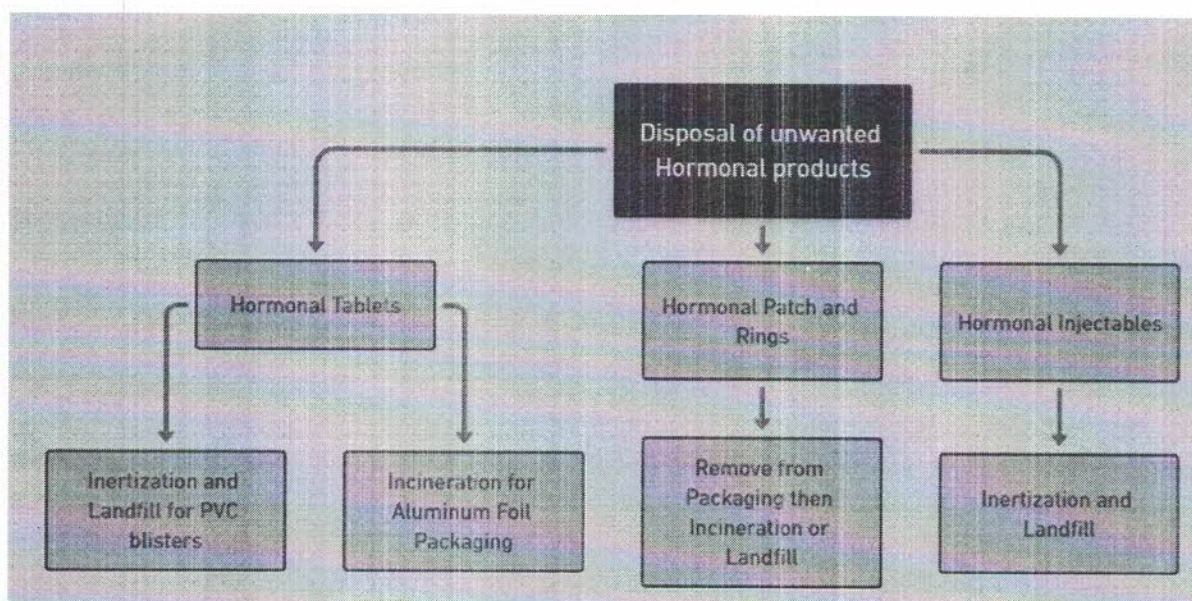 Disposal of unwanted
Hormonal products
Hormonal Tablets
Hormonal Patch and
Rings
Hormonal Injectables
Inertization and
Landfill for PVC
blisters
Incineration for
Aluminum Foil
Packaging
Remove from
Packaging then
Incineration or
Landfill
Inertization and
Landfill